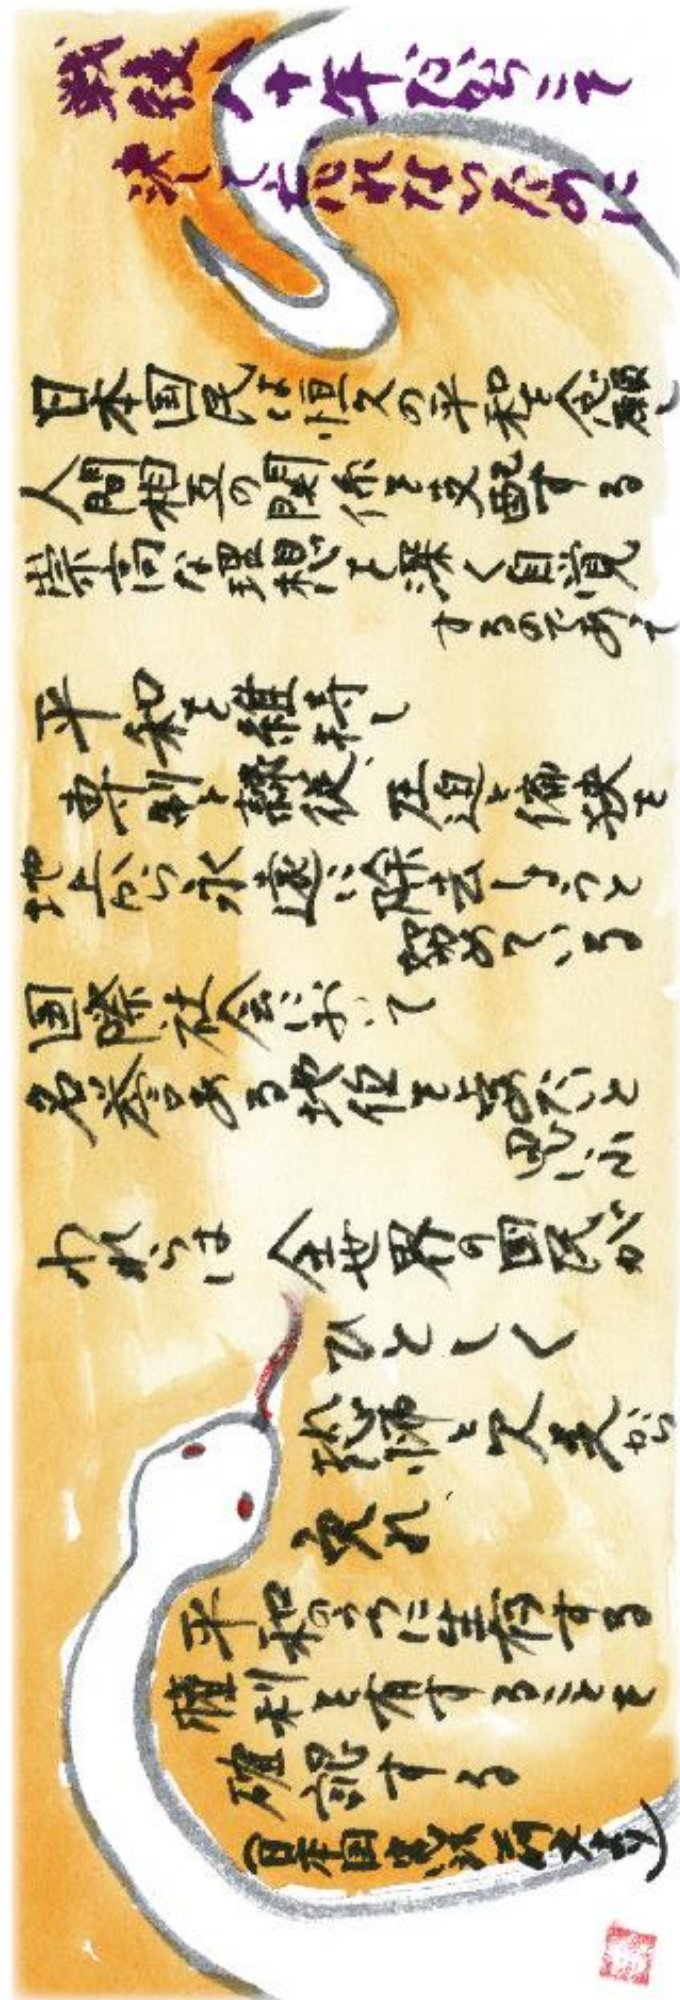 戦後八十年だからこそ
決して忘れないために
日本国民は恒久の平和を念願し
人間相互の関係を支配する
崇高な理想を深く自覚
するのであって
平和を維持し
専制と隷従、圧迫と偏狭を
地上から永遠に除去しようと
努めている
国際社会において
名誉ある地位を占めたいと
思ふ
われらは 全世界の国民が
ひとしく
恐怖と欠乏から
免れ、
平和のうちに生存する
権利を有することを
確認する
(日本国憲法前文より)